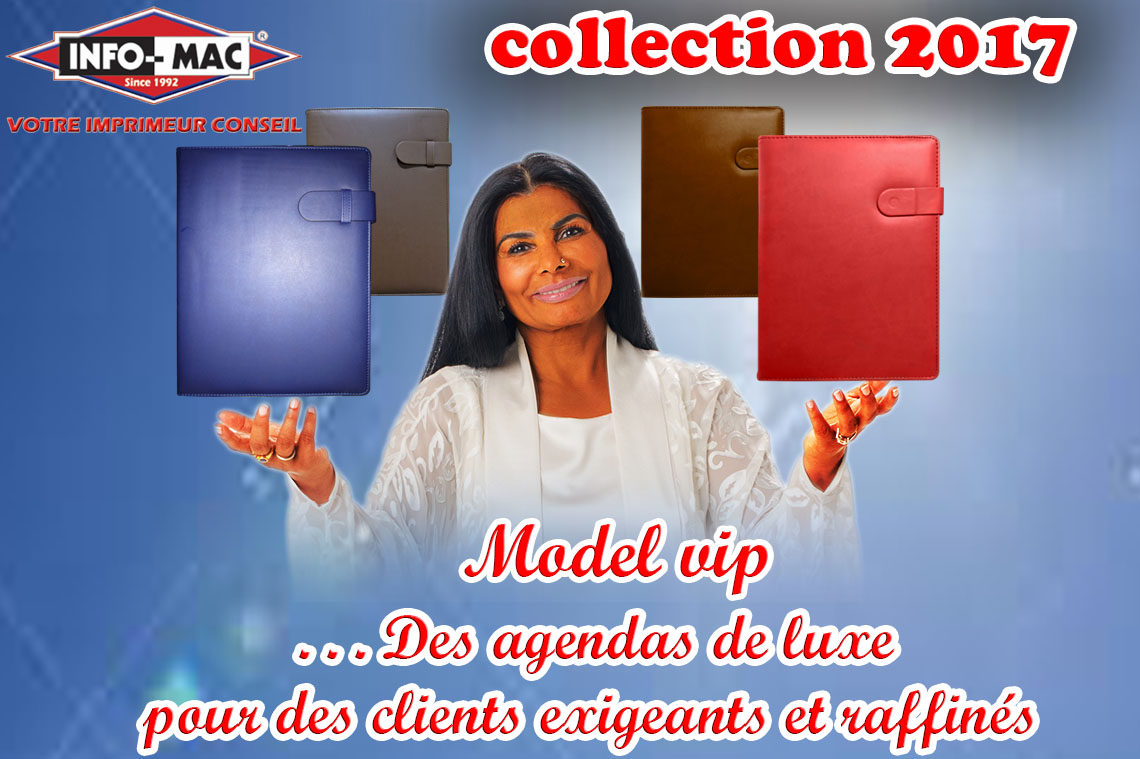 INFO-MAC ®
Since 1992
VOTRE IMPRIMEUR CONSEIL
collection 2017
Model vip
...Des agendas de luxe
pour des clients exigeants et raffinés